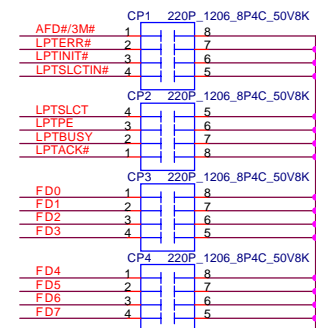 CP1 220P_1206_8P4C_50V8K
AFD#/3M# 1 8
LPTERR# 2 7
LPTINIT# 3 6
LPTSLCTIN# 4 5
CP2 220P_1206_8P4C_50V8K
LPTSLCT 4 5
LPTPE 3 6
LPTBUSY 2 7
LPTACK# 1 8
CP3 220P_1206_8P4C_50V8K
FD0 1 8
FD1 2 7
FD2 3 6
FD3 4 5
CP4 220P_1206_8P4C_50V8K
FD4 1 8
FD5 2 7
FD6 3 6
FD7 4 5